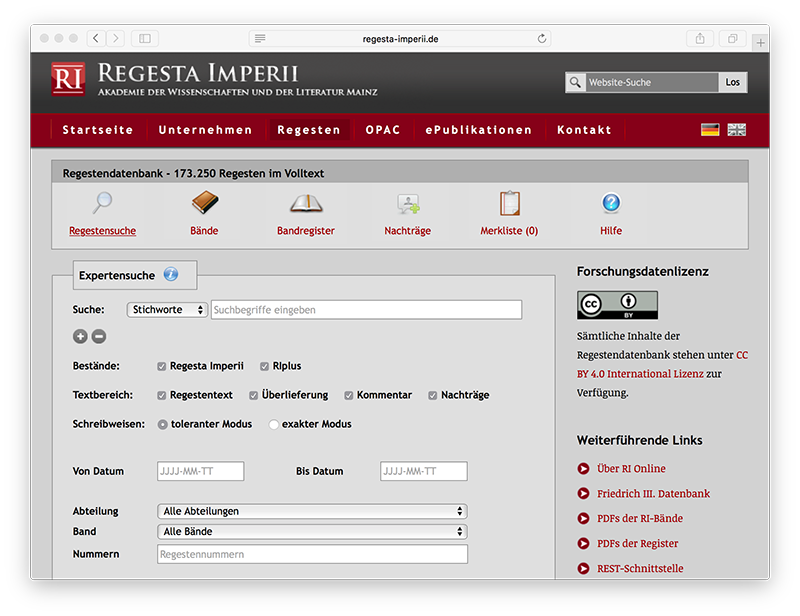 regesta-imperii.de
RI REGESTA IMPERII
AKADEMIE DER WISSENSCHAFTEN UND DER LITERATUR MAINZ
Website-Suche Los
Startseite Unternehmen Regesten OPAC ePublikationen Kontakt
Regestendatenbank - 173.250 Regesten im Volltext
Regestensuche Bände Bandregister Nachträge Merkliste (0) Hilfe
Expertensuche
Suche: Stichworte Suchbegriffe eingeben
Bestände: Regesta Imperii RIplus
Textbereich: Regestentext Überlieferung Kommentar Nachträge
Schreibweisen: toleranter Modus exakter Modus
Von Datum JJJJ-MM-TT Bis Datum JJJJ-MM-TT
Abteilung Alle Abteilungen
Band Alle Bände
Nummern Regestennummern
Forschungsdatenlizenz
cc BY
Sämtliche Inhalte der
Regestendatenbank stehen unter CC
BY 4.0 International Lizenz zur
Verfügung.
Weiterführende Links
Über RI Online
Friedrich III. Datenbank
PDFs der RI-Bände
PDFs der Register
REST-Schnittstelle